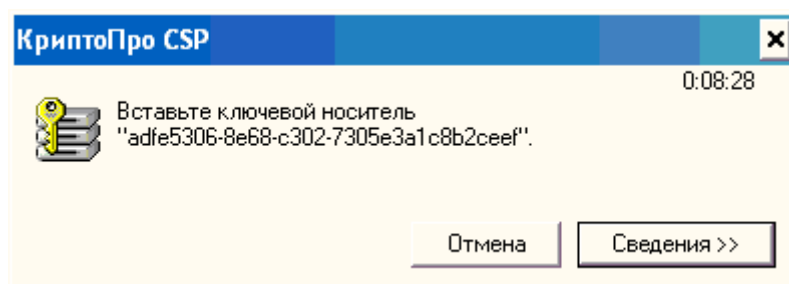 КриптоПро CSP
0:08:28
Вставьте ключевой носитель
"adfe5306-8e68-c302-7305e3a1c8b2ceef".
Отмена
Сведения >>